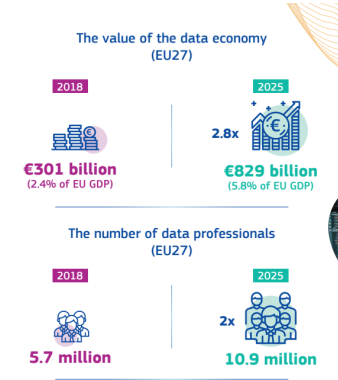 The value of the data economy
(EU27)
2018
2025
2.8x
€301 billion
(2.4% of EU GDP)
€829 billion
(5.8% of EU GDP)
The number of data professionals
(EU27)
2018
2025
2x
5.7 million
10.9 million